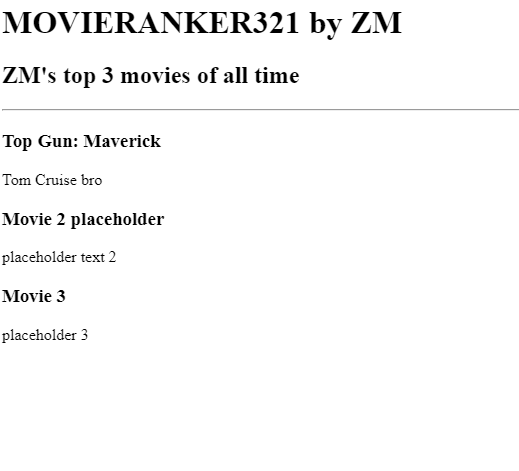 MOVIERANKER321 by ZM
ZM's top 3 movies of all time
Top Gun: Maverick
Tom Cruise bro
Movie 2 placeholder
placeholder text 2
Movie 3
placeholder 3